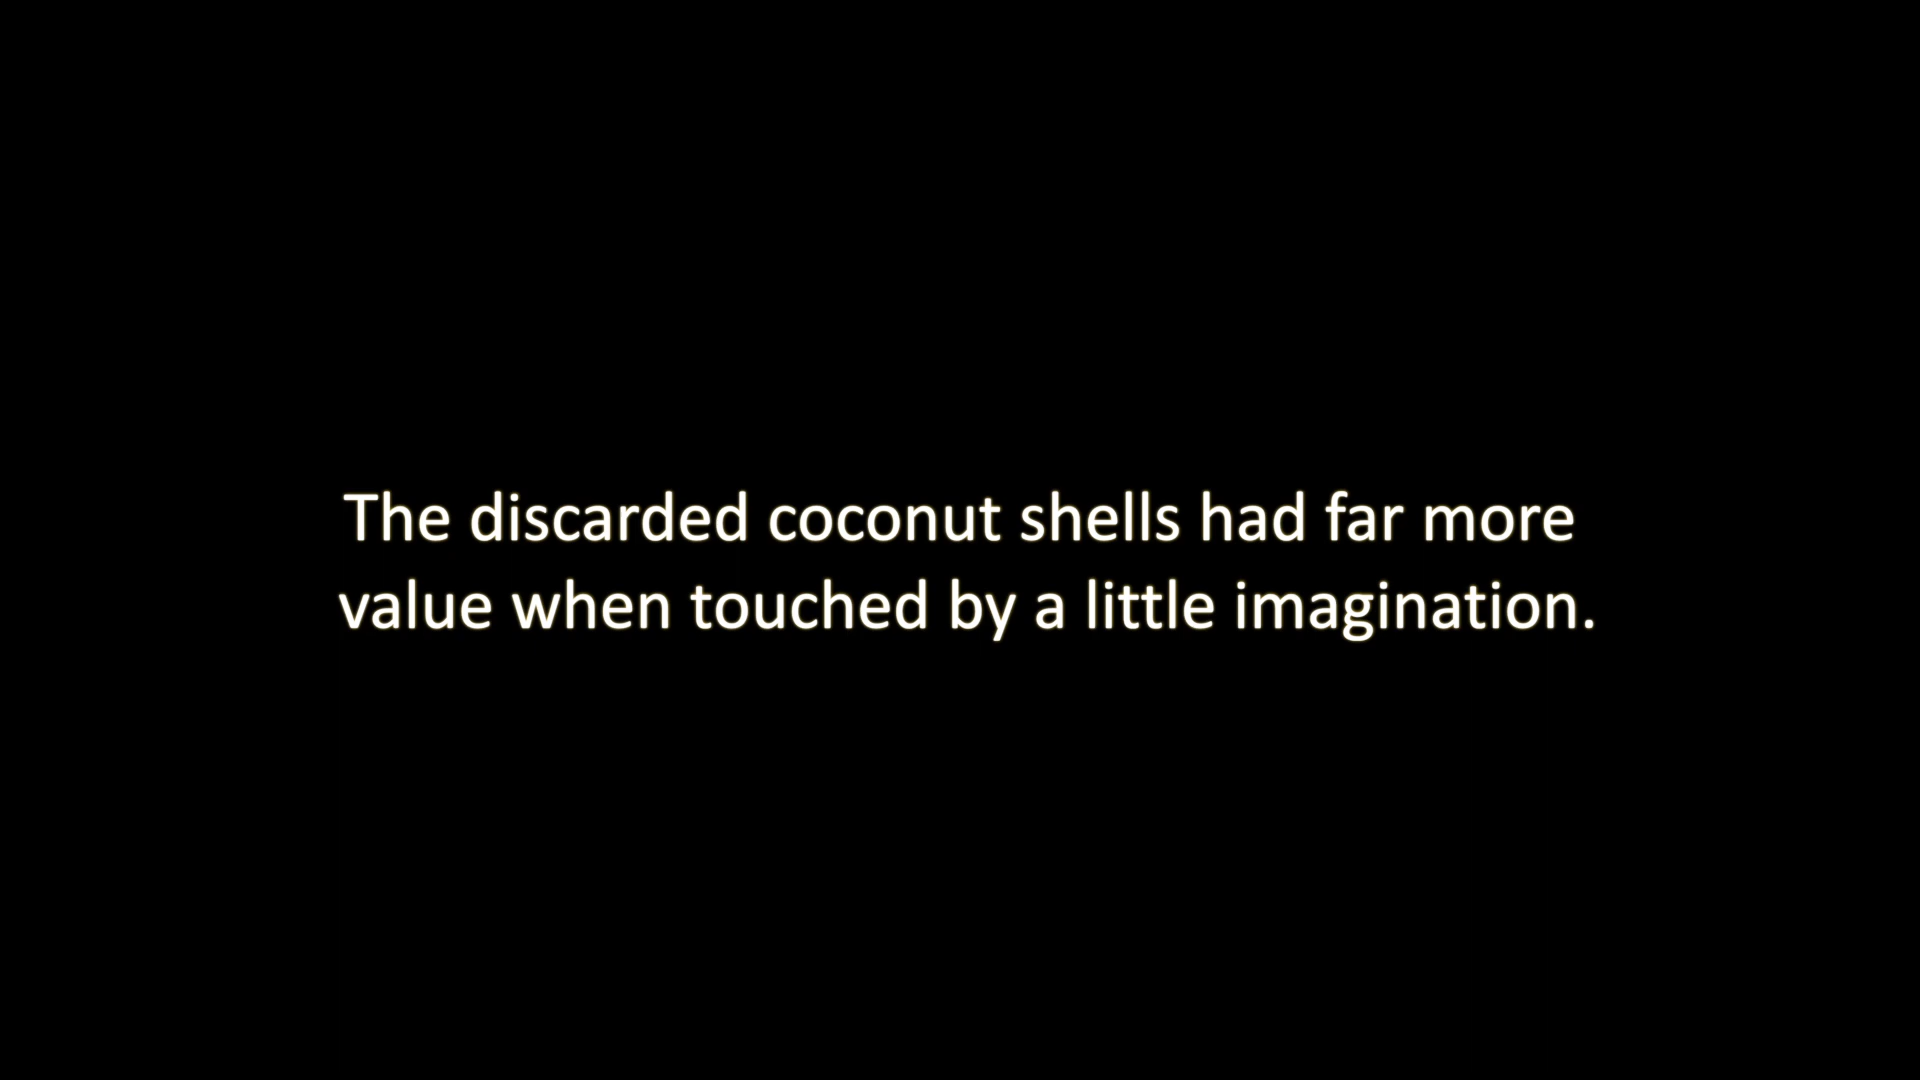 The discarded coconut shells had far more
value when touched by a little imagination.